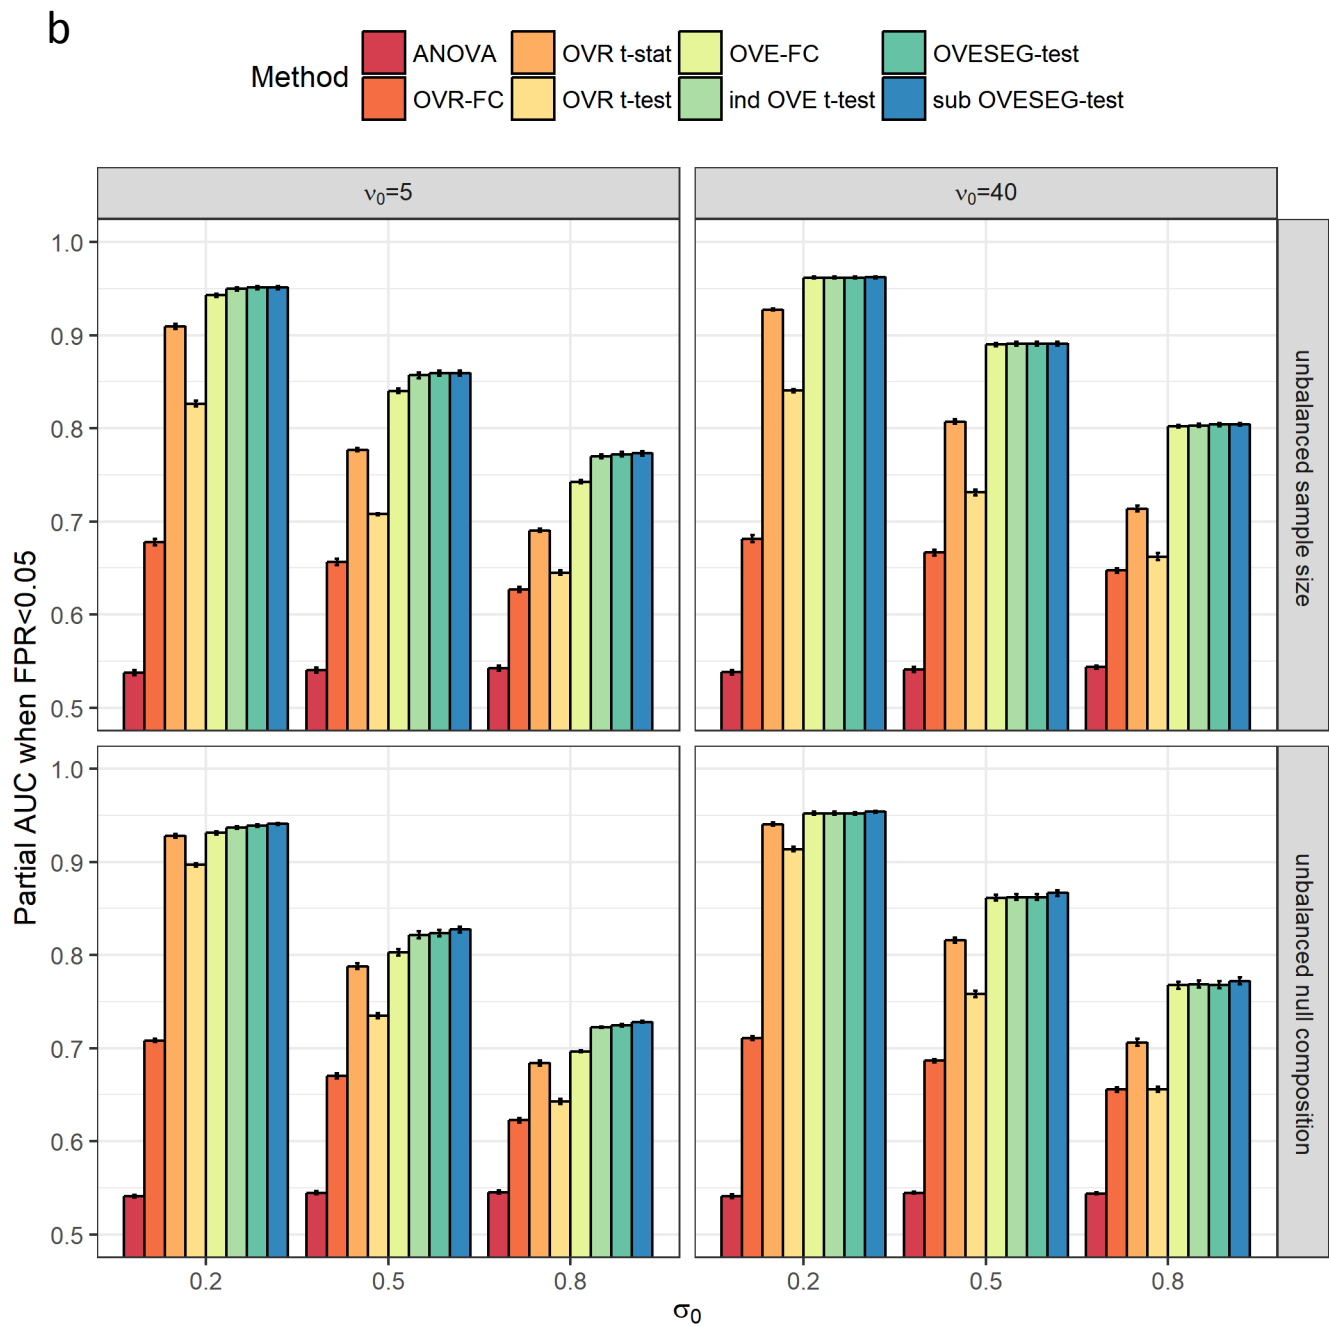 b
Method
ANOVA
OVR t-stat
OVE-FC
OVESEG-test
OVR-FC
OVR t-test
ind OVE t-test
sub OVESEG-test
ν₀=5
ν₀=40
Partial AUC when FPR<0.05
1.0
0.9
0.8
0.7
0.6
0.5
unbalanced sample size
1.0
0.9
0.8
0.7
0.6
0.5
unbalanced null composition
0.2
0.5
0.8
0.2
0.5
0.8
σ₀